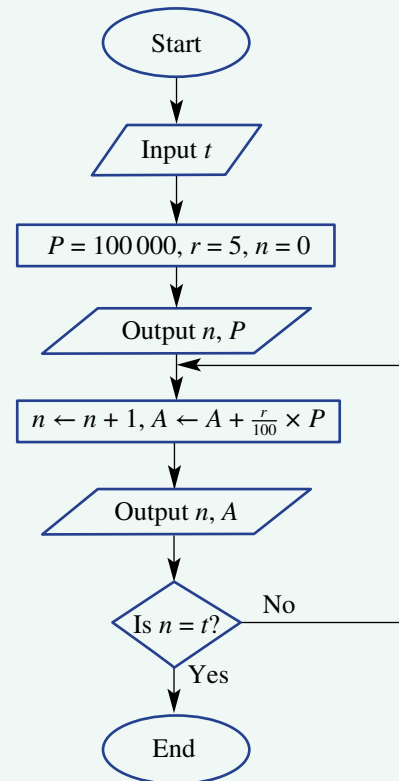 Start
Input t
P = 100 000, r = 5, n = 0
Output n, P
n ← n + 1, A ← A + r/100 × P
Output n, A
Is n = t?
No
Yes
End